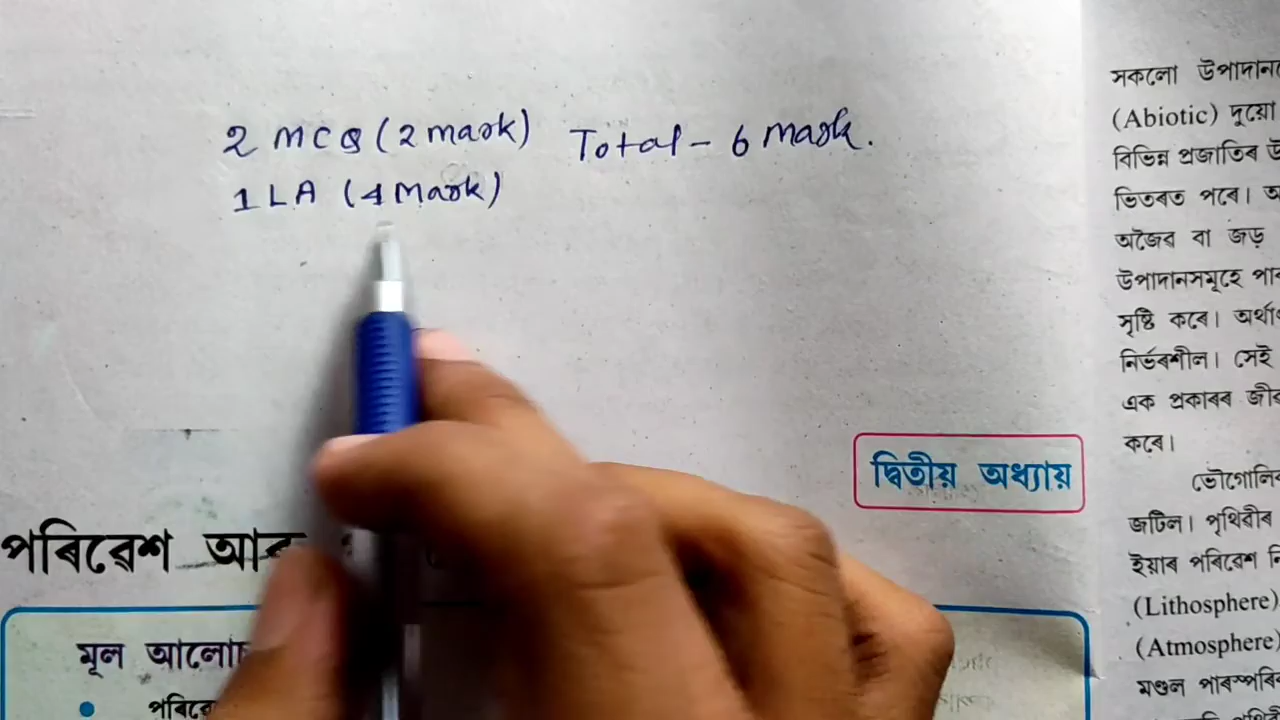 2 MCQ (2 mark) Total - 6 mark.
1 LA (4 Mark)
দ্বিতীয় অধ্যায়
পৰিৱেশ আৰু
মূল আলোচ
• পৰিৱে
সকলো উপাদান
(Abiotic) দুয়ো
বিভিন্ন প্ৰজাতিৰ
ভিতৰত পৰে।
অজৈৱ বা জড়
উপাদানসমূহে
সৃষ্টি কৰে। অৰ্থাৎ
নিৰ্ভৰশীল। সেই
এক প্ৰকাৰৰ
কৰে।
ভৌগোলিক
জটিল। পৃথিৱীৰ
ইয়াৰ পৰিৱেশ
(Lithosphere)
(Atmosphere)
মণ্ডল পাৰস্পৰি